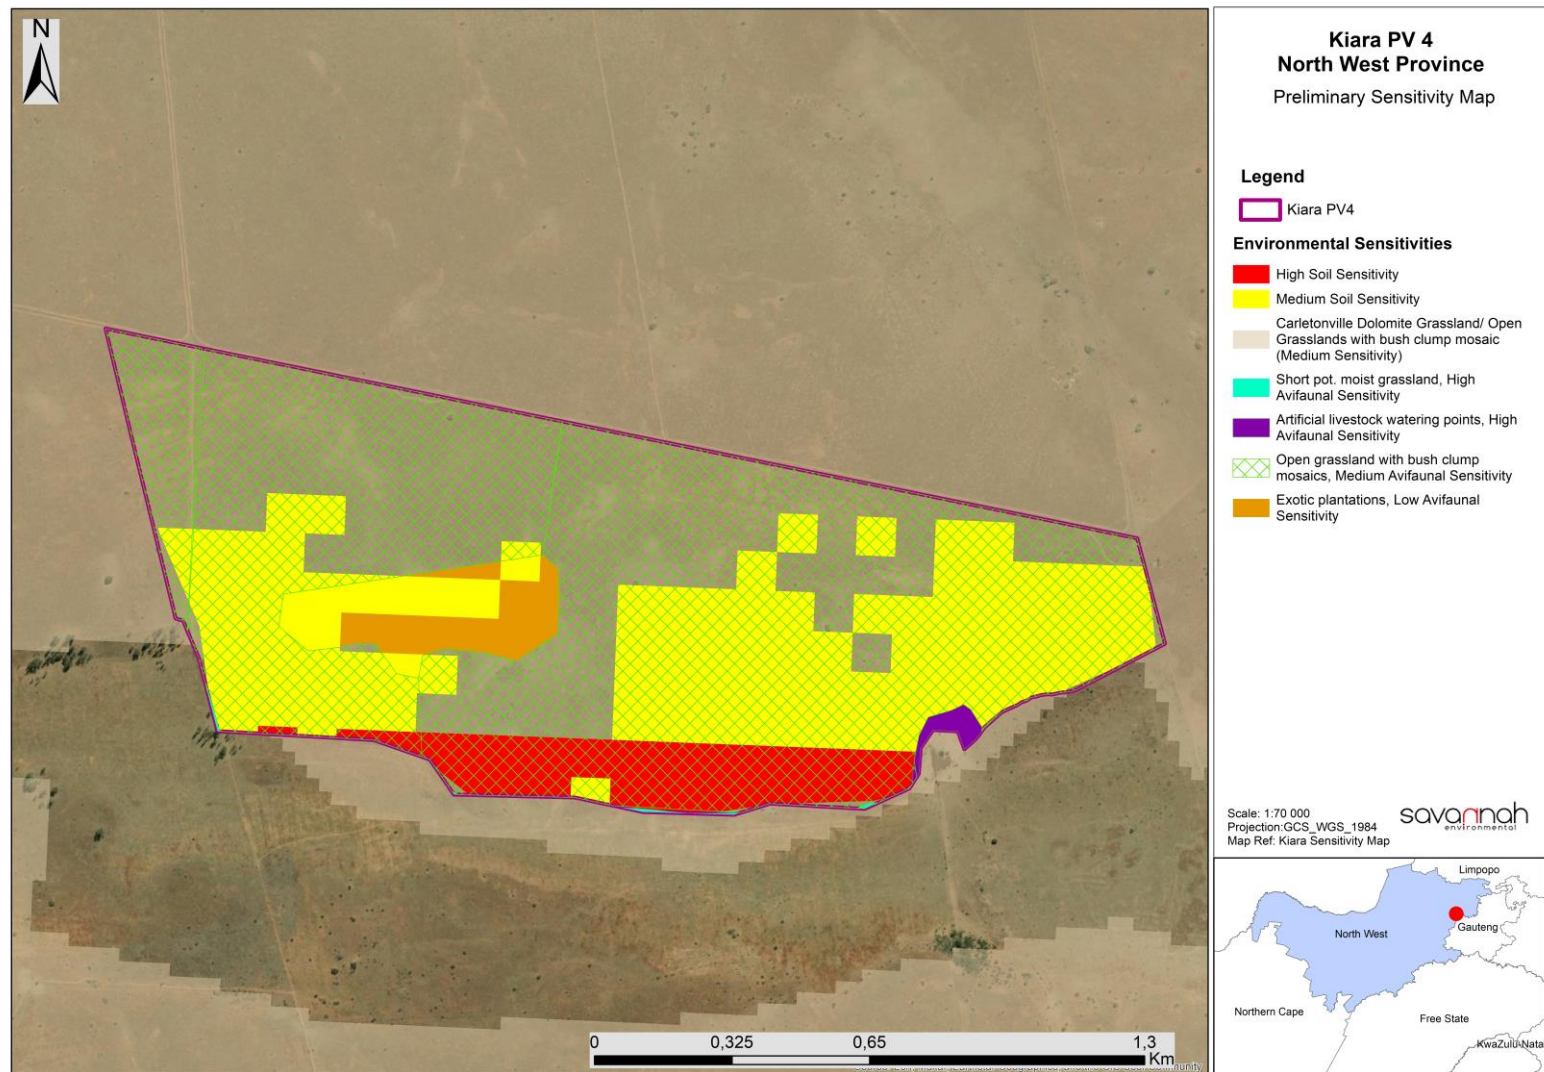 N
Kiara PV 4
North West Province
Preliminary Sensitivity Map
Legend
Kiara PV4
Environmental Sensitivities
High Soil Sensitivity
Medium Soil Sensitivity
Carletonville Dolomite Grassland/ Open
Grasslands with bush clump mosaic
(Medium Sensitivity)
Short pot. moist grassland, High
Avifaunal Sensitivity
Artificial livestock watering points, High
Avifaunal Sensitivity
Open grassland with bush clump
mosaics, Medium Avifaunal Sensitivity
Exotic plantations, Low Avifaunal
Sensitivity
Scale: 1:70 000
Projection:GCS_WGS_1984
Map Ref: Kiara Sensitivity Map
savannah
environmental
Limpopo
North West
Gauteng
Northern Cape
Free State
KwaZulu-Nata
0 0,325 0,65 1,3
Km